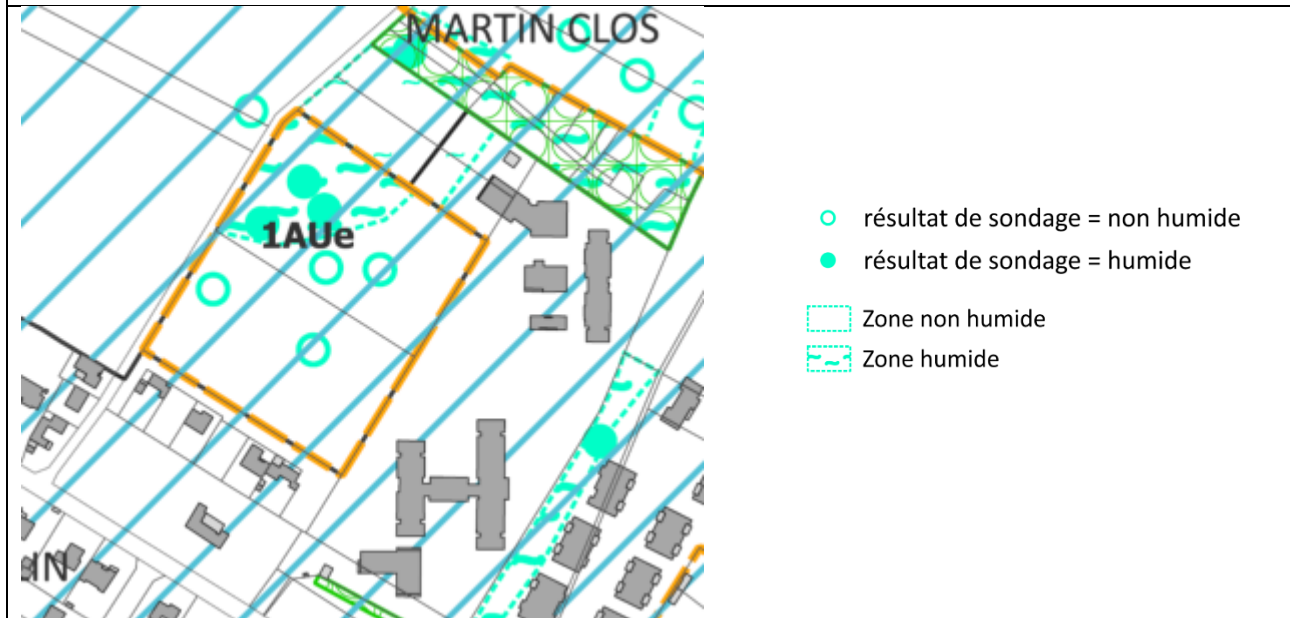 MARTIN CLOS
1AUe
IN
résultat de sondage = non humide
résultat de sondage = humide
Zone non humide
Zone humide